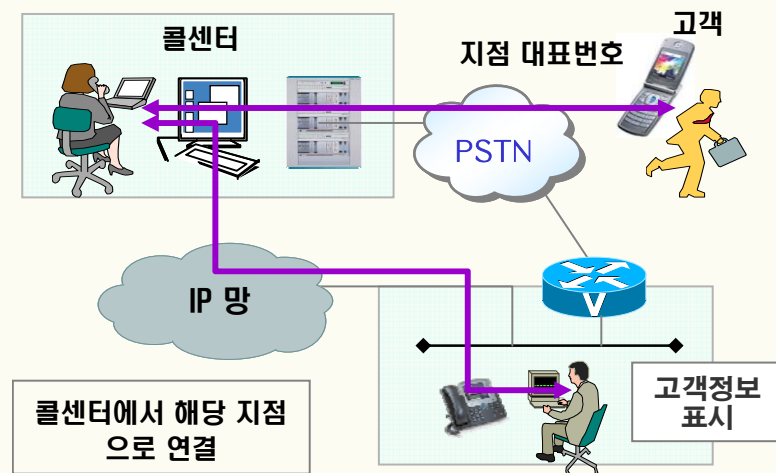 콜센터
고객
지점 대표번호
PSTN
IP 망
V
콜센터에서 해당 지점
으로 연결
고객정보
표시